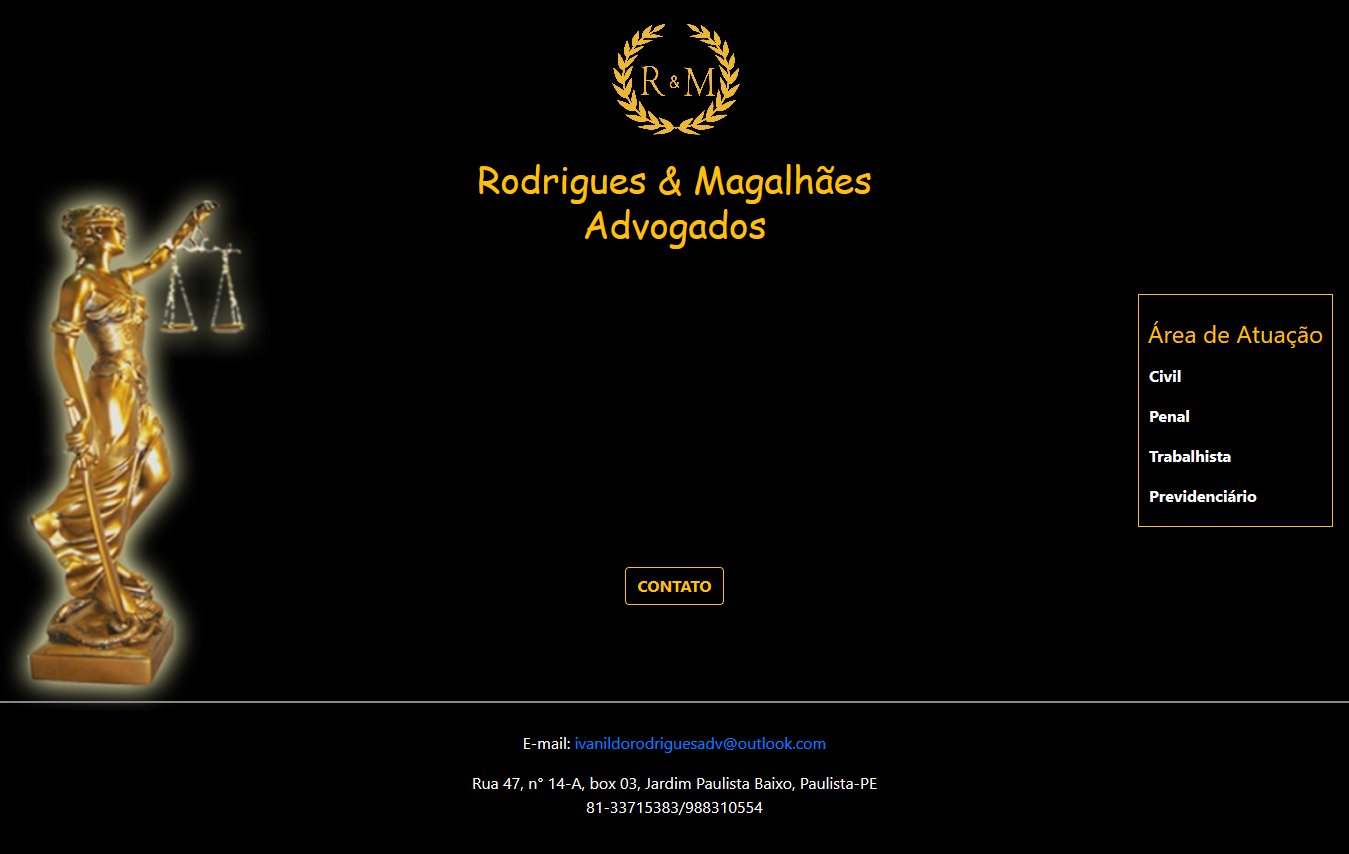 R & M
Rodrigues & Magalhães
Advogados
Área de Atuação
Civil
Penal
Trabalhista
Previdenciário
CONTATO
E-mail: ivanildorodriguesadv@outlook.com
Rua 47, n° 14-A, box 03, Jardim Paulista Baixo, Paulista-PE
81-33715383/988310554